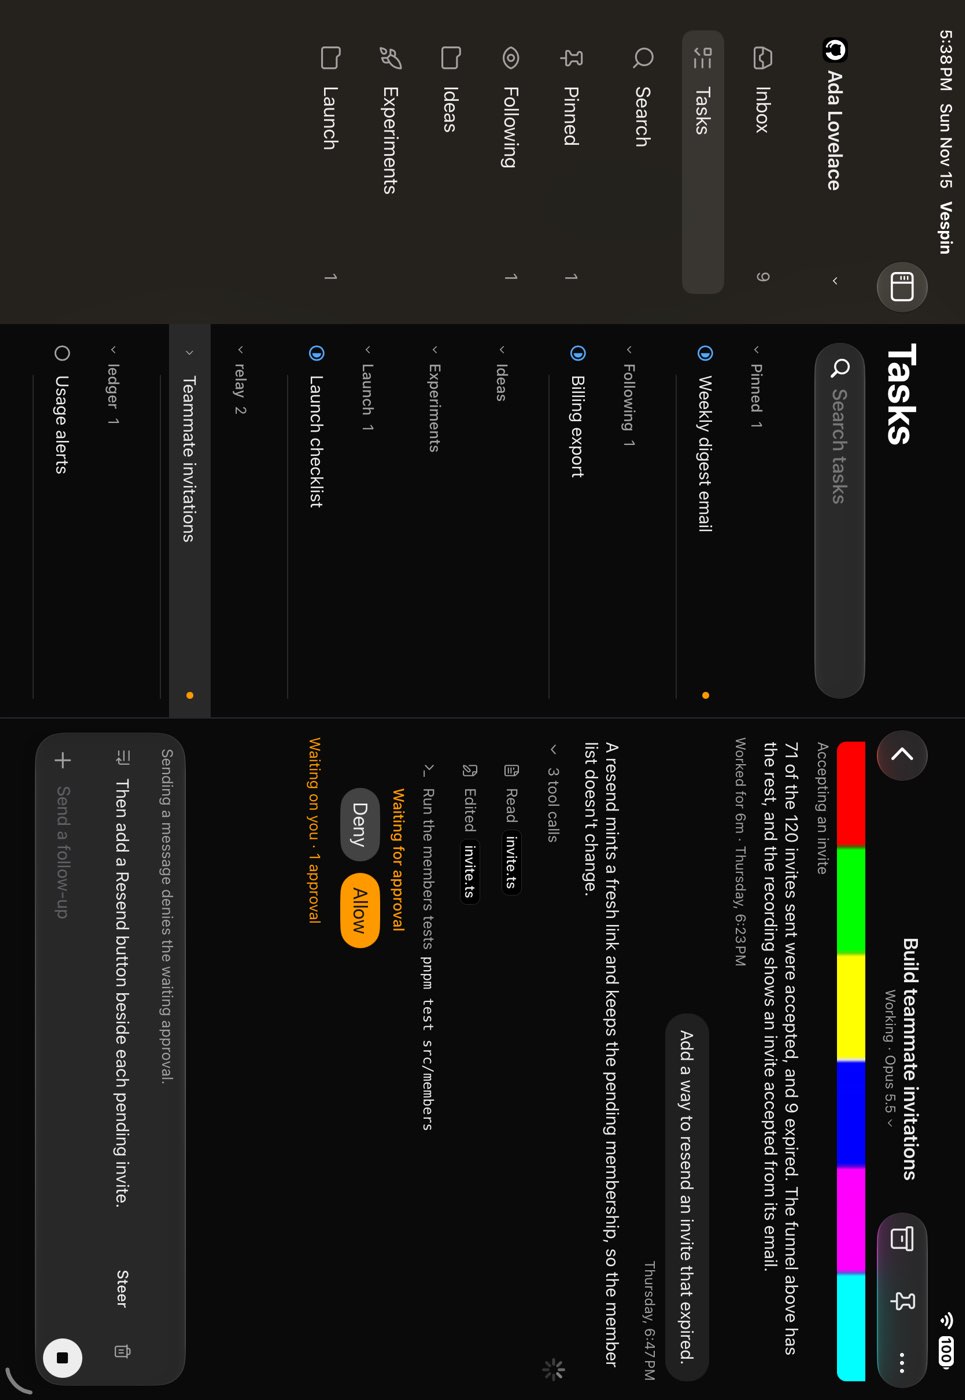 5:38 PM Sun Nov 15 Vespin
100
Ada Lovelace
Inbox 9
Tasks
Search
Pinned 1
Following 1
Ideas
Experiments
Launch 1
Tasks
Search tasks
Pinned 1
Weekly digest email
Following 1
Billing export
Ideas
Experiments
Launch 1
Launch checklist
relay 2
Teammate invitations
ledger 1
Usage alerts
Build teammate invitations
Working · Opus 5.5
Accepting an invite
71 of the 120 invites sent were accepted, and 9 expired. The funnel above has
the rest, and the recording shows an invite accepted from its email.
Worked for 6m · Thursday, 6:23 PM
Add a way to resend an invite that expired.
Thursday, 6:47 PM
A resend mints a fresh link and keeps the pending membership, so the member
list doesn't change.
3 tool calls
Read invite.ts
Edited invite.ts
Run the members tests pnpm test src/members
Waiting for approval
Deny Allow
Waiting on you · 1 approval
Sending a message denies the waiting approval.
Then add a Resend button beside each pending invite. Steer
Send a follow-up